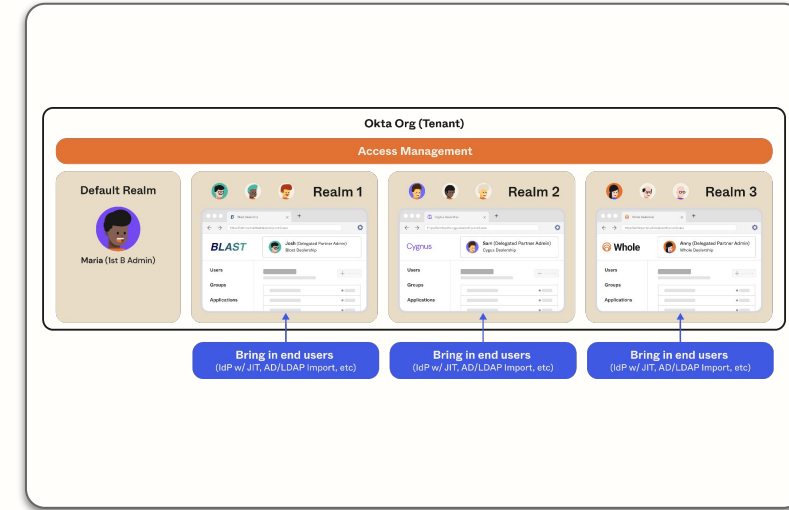 Okta Org (Tenant)
Access Management
Default Realm
Maria (1st B Admin)
Realm 1
BLAST
Josh (Delegated Partner Admin)
Blast Dealership
Users
Groups
Applications
Realm 2
Cygnus
Sam (Delegated Partner Admin)
Cygus Dealership
Users
Groups
Applications
Realm 3
Whole
Anny (Delegated Partner Admin)
Whole Dealership
Users
Groups
Applications
Bring in end users
(IdP w/ JIT, AD/LDAP Import, etc)
Bring in end users
(IdP w/ JIT, AD/LDAP Import, etc)
Bring in end users
(IdP w/ JIT, AD/LDAP Import, etc)